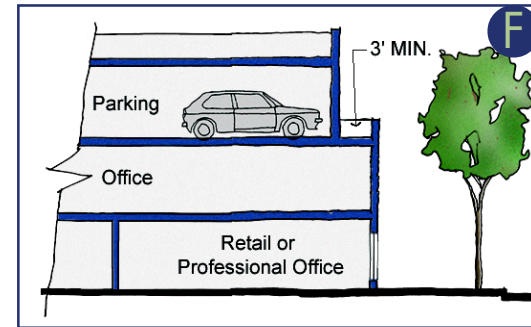 F
3' MIN.
Parking
Office
Retail or
Professional Office